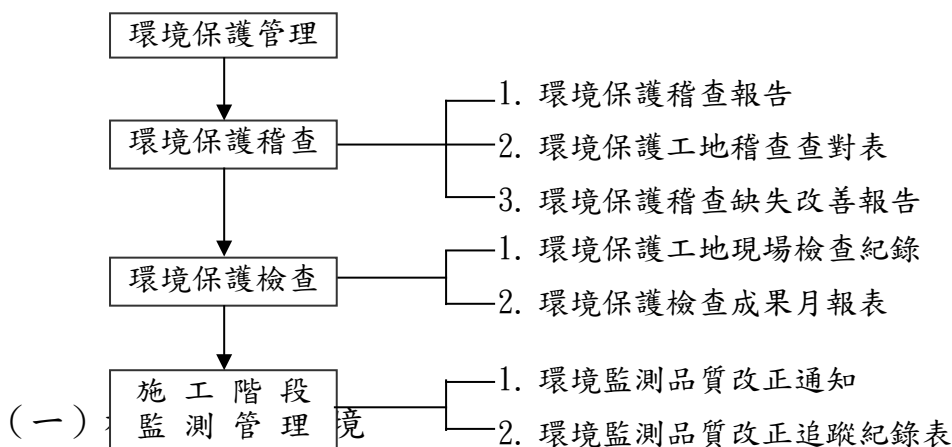 環境保護管理
環境保護稽查
1. 環境保護稽查報告
2. 環境保護工地稽查查對表
3. 環境保護稽查缺失改善報告
環境保護檢查
1. 環境保護工地現場檢查紀錄
2. 環境保護檢查成果月報表
施工階段
監測管理
1. 環境監測品質改正通知
2. 環境監測品質改正追蹤紀錄表
(一)
境